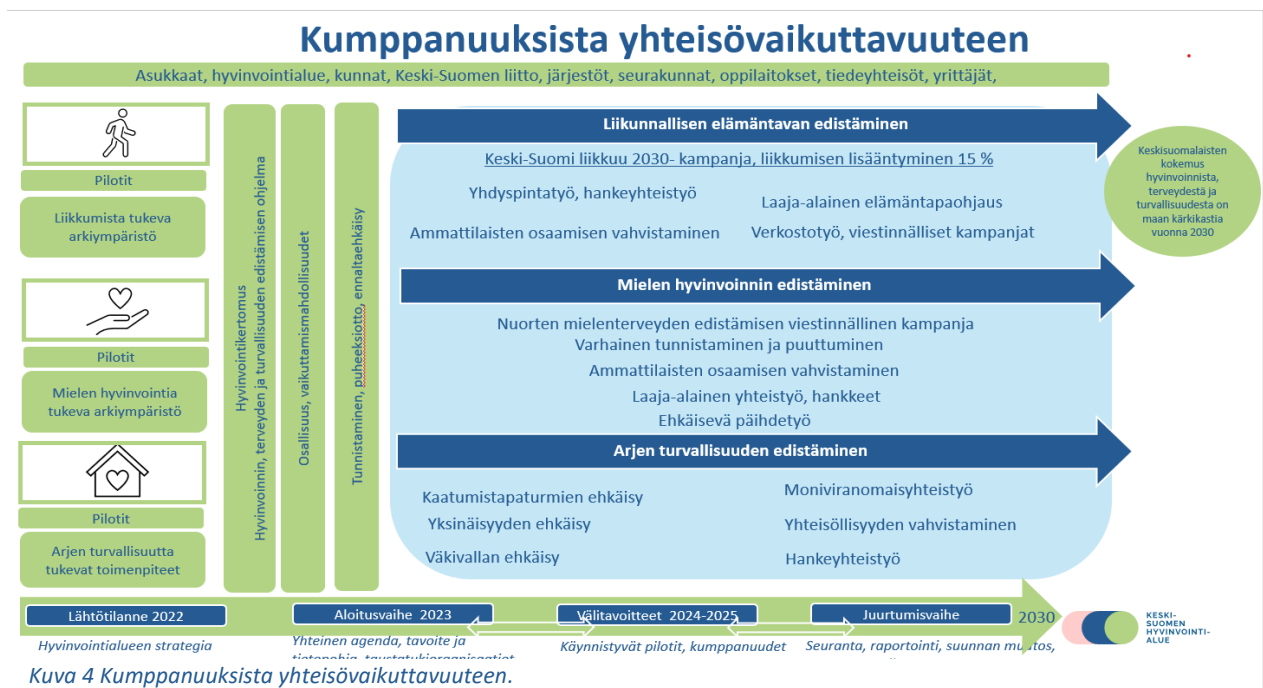 Kumppanuuksista yhteisövaikuttavuuteen
Asukkaat, hyvinvointialue, kunnat, Keski-Suomen liitto, järjestöt, seurakunnat, oppilaitokset, tiedeyhteisöt, yrittäjät,
Pilotit
Liikkumista tukeva
arkiympäristö
Pilotit
Mielen hyvinvointia
tukeva arkiympäristö
Pilotit
Arjen turvallisuutta
tukevat toimenpiteet
Hyvinvointikertomus
Hyvinvoinnin, terveyden ja turvallisuuden edistämisen ohjelma
Osallisuus, vaikuttamismahdollisuudet
Tunnistaminen, puheeksiotto, ennaltaehkäisy
Liikunnallisen elämäntavan edistäminen
Keski-Suomi liikkuu 2030- kampanja, liikkumisen lisääntyminen 15 %
Yhdyspintatyö, hankeyhteistyö
Laaja-alainen elämäntapaohjaus
Ammattilaisten osaamisen vahvistaminen
Verkostotyö, viestinnälliset kampanjat
Mielen hyvinvoinnin edistäminen
Nuorten mielenterveyden edistämisen viestinnällinen kampanja
Varhainen tunnistaminen ja puuttuminen
Ammattilaisten osaamisen vahvistaminen
Laaja-alainen yhteistyö, hankkeet
Ehkäisevä päihdetyö
Arjen turvallisuuden edistäminen
Kaatumistapaturmien ehkäisy
Moniviranomaisyhteistyö
Yksinäisyyden ehkäisy
Yhteisöllisyyden vahvistaminen
Väkivallan ehkäisy
Hankeyhteistyö
Keskisuomalaisten
kokemus
hyvinvoinnista,
terveydestä ja
turvallisuudesta on
maan kärkikastia
vuonna 2030
Lähtötilanne 2022
Aloitusvaihe 2023
Välitavoitteet 2024-2025
Juurtumisvaihe
2030
Hyvinvointialueen strategia
Yhteinen agenda, tavoite ja
tietopohja, taustatukiorganisaatiot
Käynnistyvät pilotit, kumppanuudet
Seuranta, raportointi, suunnan muutos,
KESKI-
SUOMEN
HYVINVOINTI-
ALUE
Kuva 4 Kumppanuuksista yhteisövaikuttavuuteen.